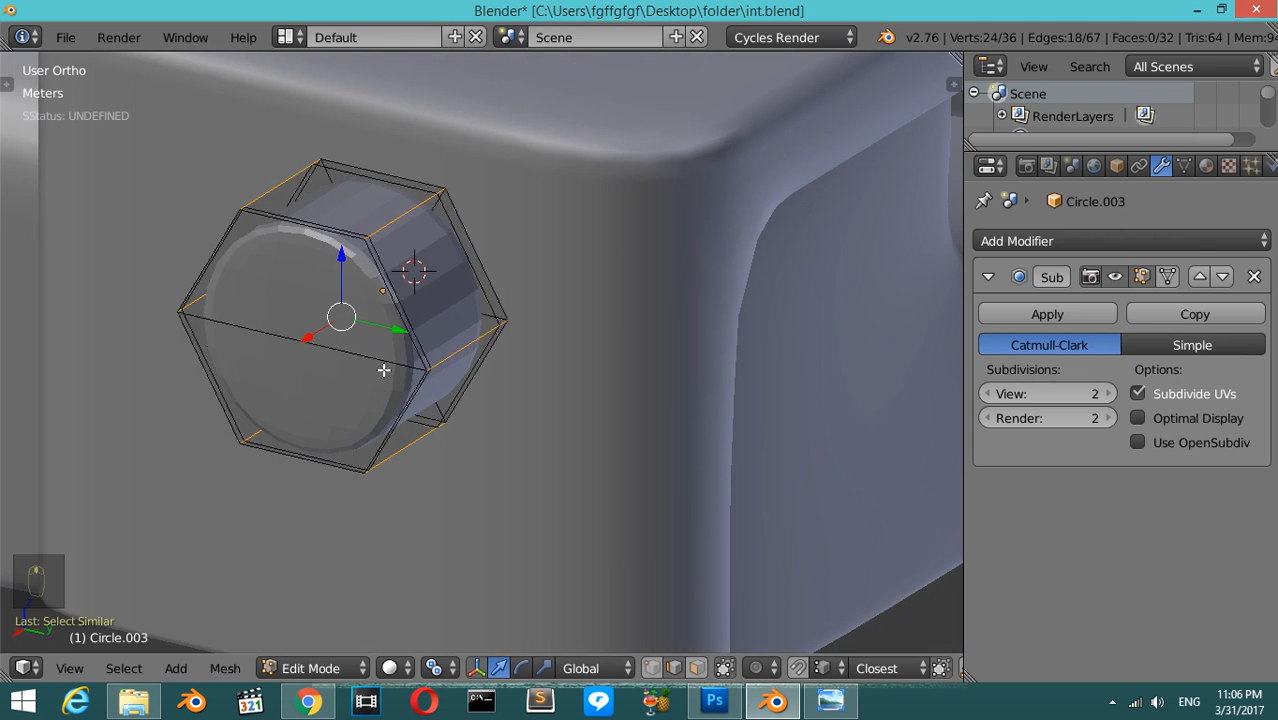 Blender* [C:\Users\fgffgfgf\Desktop\folder\int.blend]
File Render Window Help Default Scene Cycles Render v2.76 | Verts:24/36 | Edges:18/67 | Faces:0/32 | Tris:64 | Mem:94
User Ortho
Meters
SStatus: UNDEFINED
View Search All Scenes
Scene
RenderLayers
Circle.003
Add Modifier
Sub
Apply Copy
Catmull-Clark Simple
Subdivisions: Options:
View: 2 Subdivide UVs
Render: 2 Optimal Display
Use OpenSubdiv
Last: Select Similar
(1) Circle.003
View Select Add Mesh Edit Mode Global Closest
ENG
11:06 PM
3/31/2017